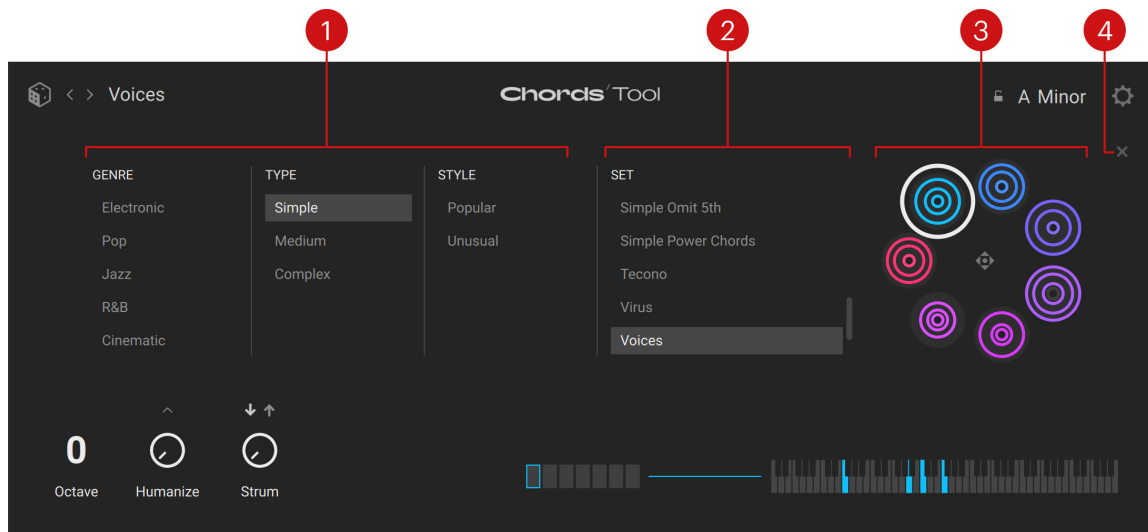 1 2 3 4
Voices
Chords'Tool
A Minor
GENRE TYPE STYLE SET
Electronic Simple Popular Simple Omit 5th
Pop Medium Unusual Simple Power Chords
Jazz Complex Tecono
R&B Virus
Cinematic Voices
0
Octave Humanize Strum